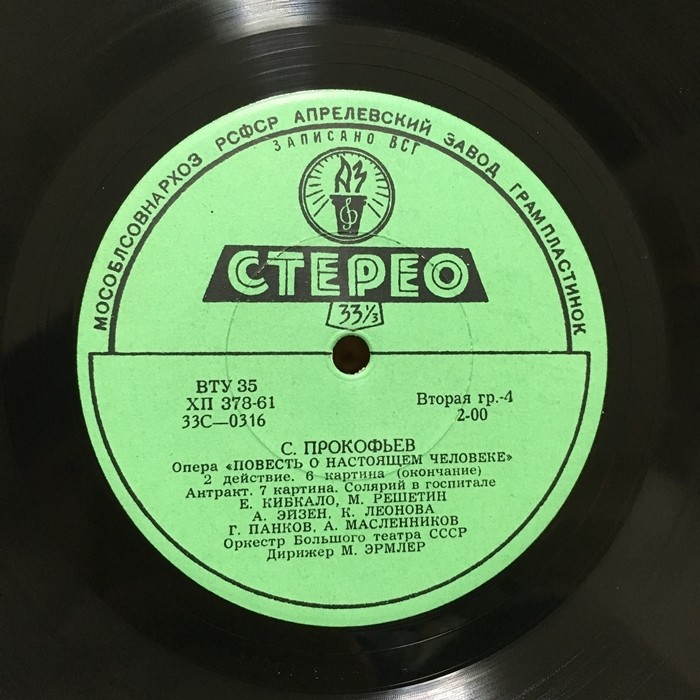 МОСОБЛСОВНАРХОЗ РСФСР АПРЕЛЕВСКИЙ ЗАВОД ГРАМПЛАСТИНОК
ЗАПИСАНО ВСГ
АЗ
СТЕРЕО
33⅓
ВТУ 35
ХП 378-61
33С—0316
Вторая гр.-4
2-00
С. ПРОКОФЬЕВ
Опера «ПОВЕСТЬ О НАСТОЯЩЕМ ЧЕЛОВЕКЕ»
2 действие. 6 картина (окончание)
Антракт. 7 картина. Солярий в госпитале
Е. КИБКАЛО, М. РЕШЕТИН
А. ЭЙЗЕН, К. ЛЕОНОВА
Г. ПАНКОВ, А. МАСЛЕННИКОВ
Оркестр Большого театра СССР
Дирижер М. ЭРМЛЕР